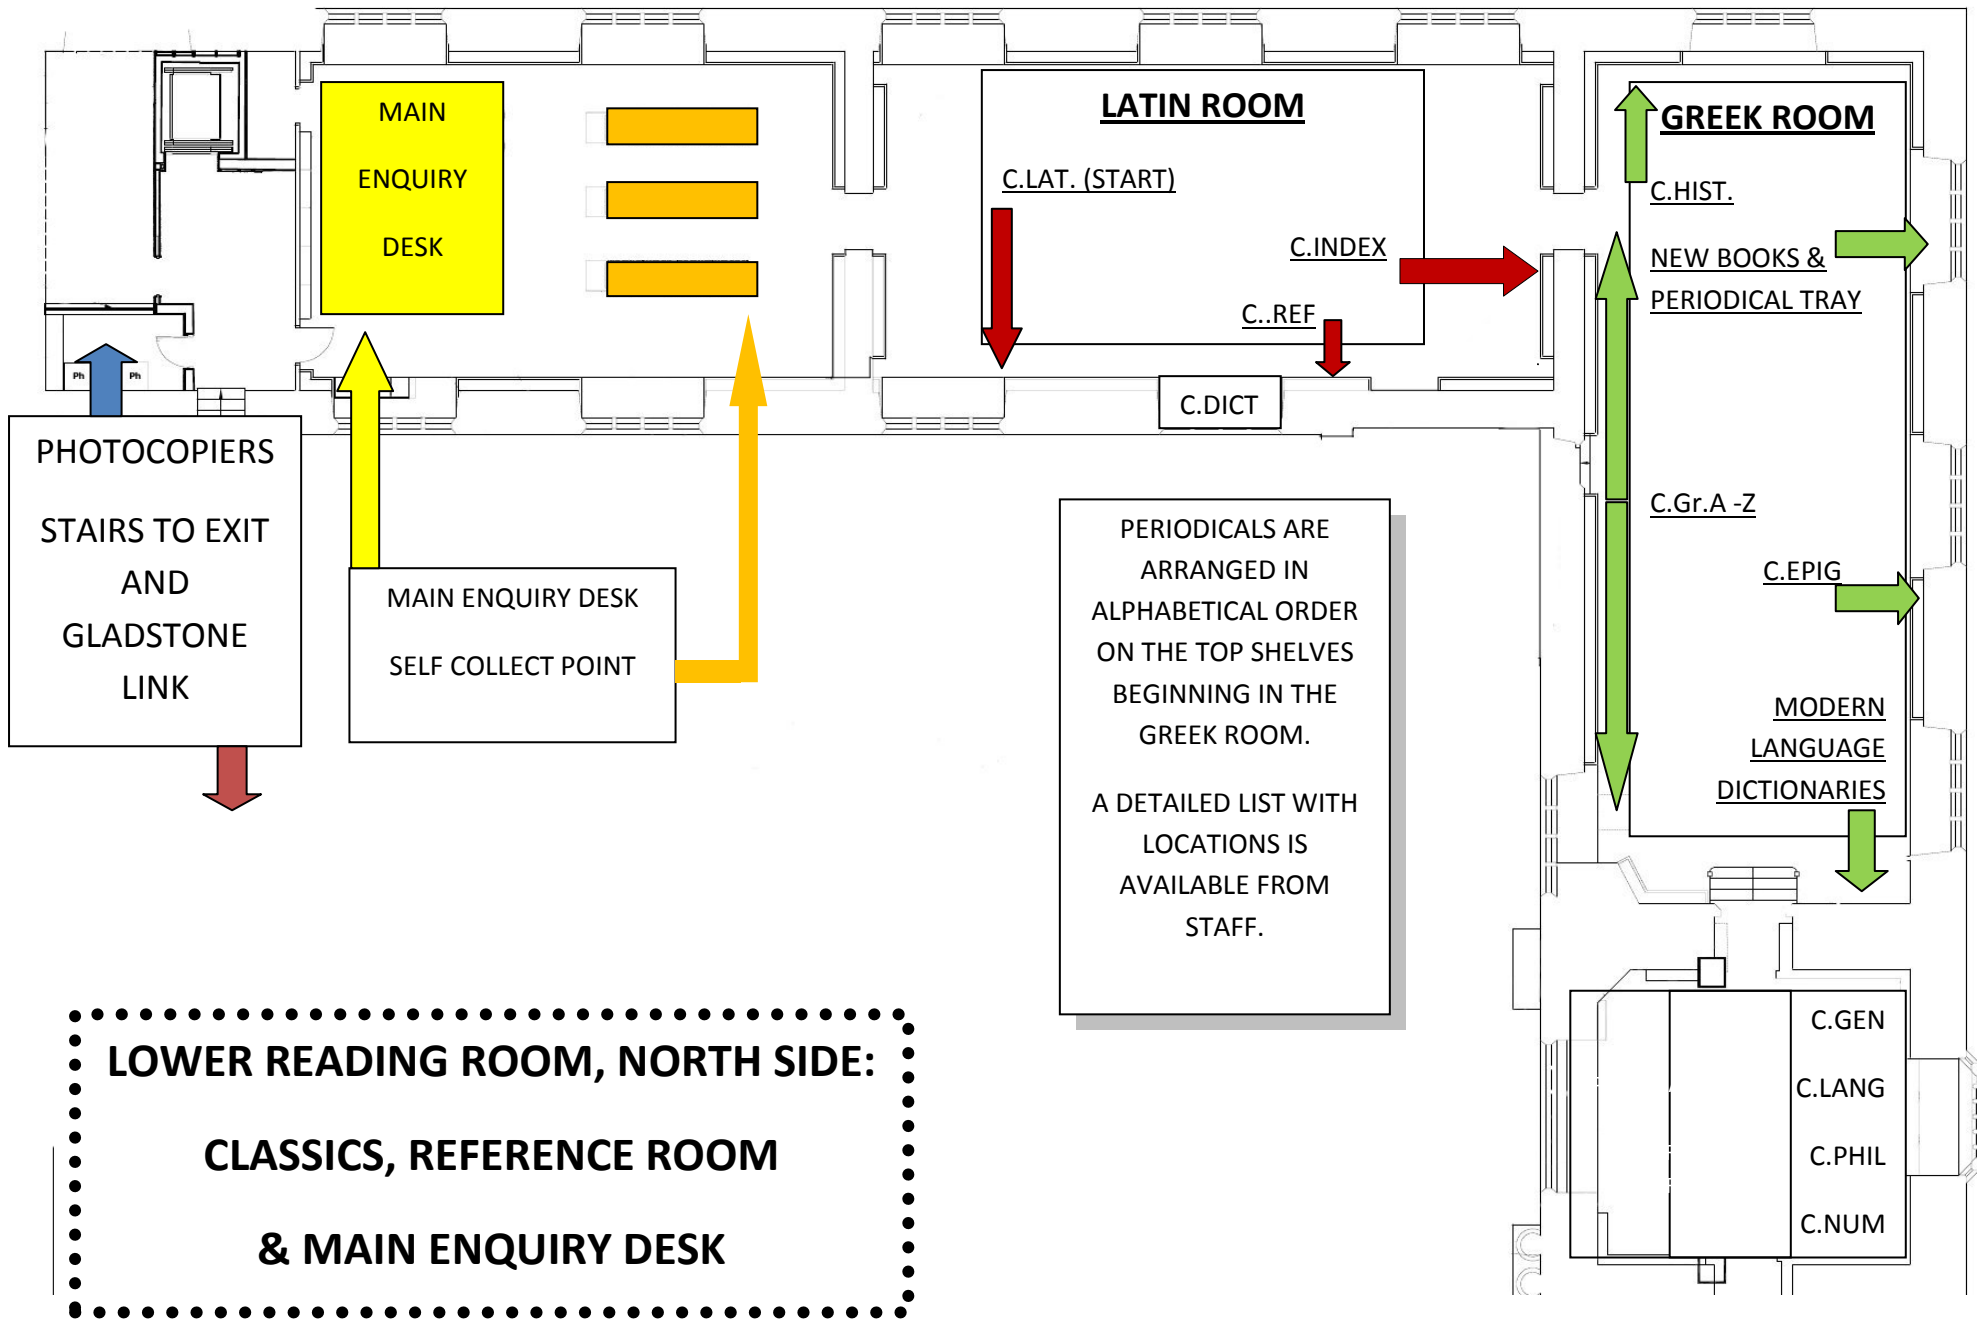 MAIN
ENQUIRY
DESK
LATIN ROOM
C.LAT. (START)
C.INDEX
C..REF
C.DICT
GREEK ROOM
C.HIST.
NEW BOOKS &
PERIODICAL TRAY
C.Gr.A -Z
C.EPIG
MODERN
LANGUAGE
DICTIONARIES
Ph
Ph
PHOTOCOPIERS
STAIRS TO EXIT
AND
GLADSTONE
LINK
MAIN ENQUIRY DESK
SELF COLLECT POINT
PERIODICALS ARE
ARRANGED IN
ALPHABETICAL ORDER
ON THE TOP SHELVES
BEGINNING IN THE
GREEK ROOM.
A DETAILED LIST WITH
LOCATIONS IS
AVAILABLE FROM
STAFF.
C.GEN
C.LANG
C.PHIL
C.NUM
LOWER READING ROOM, NORTH SIDE:
CLASSICS, REFERENCE ROOM
& MAIN ENQUIRY DESK